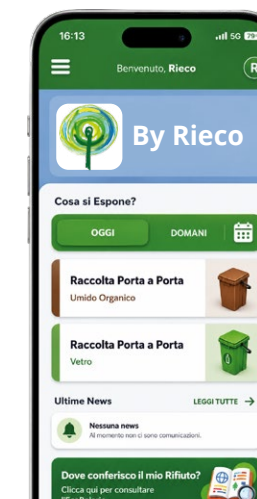 16:13
5G 79
Benvenuto, Rieco
R
By Rieco
Cosa si Espone?
OGGI
DOMANI
Raccolta Porta a Porta
Umido Organico
Raccolta Porta a Porta
Vetro
Ultime News
LEGGI TUTTE →
Nessuna news
Al momento non ci sono comunicazioni.
Dove conferisco il mio Rifiuto?
Clicca qui per consultare